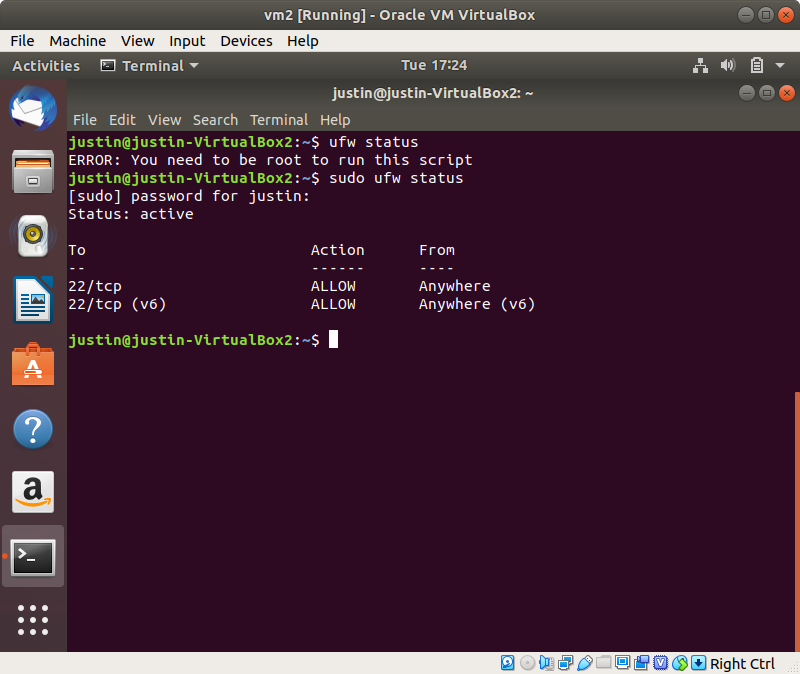 vm2 [Running] - Oracle VM VirtualBox
File Machine View Input Devices Help
Activities Terminal Tue 17:24
justin@justin-VirtualBox2: ~
File Edit View Search Terminal Help
justin@justin-VirtualBox2:~$ ufw status
ERROR: You need to be root to run this script
justin@justin-VirtualBox2:~$ sudo ufw status
[sudo] password for justin:
Status: active
To Action From
-- ------ ----
22/tcp ALLOW Anywhere
22/tcp (v6) ALLOW Anywhere (v6)
justin@justin-VirtualBox2:~$
Right Ctrl